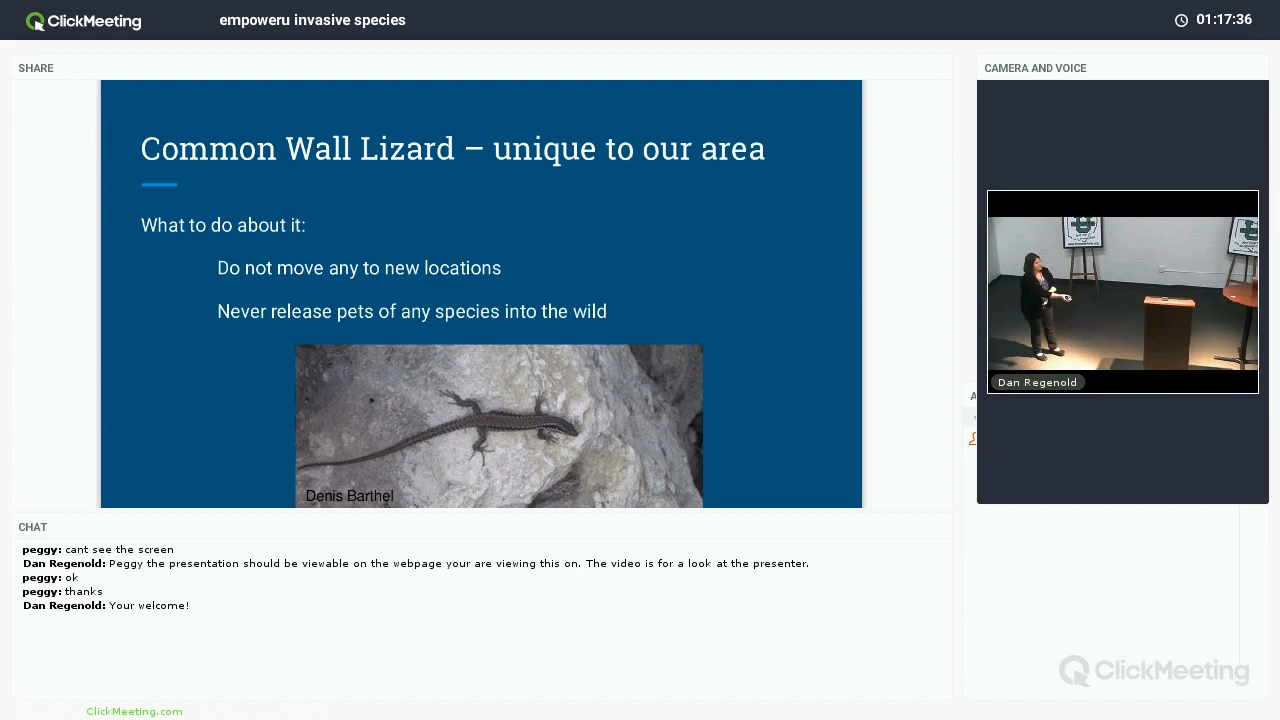 ClickMeeting
empoweru invasive species
01:17:36
SHARE
CAMERA AND VOICE
Common Wall Lizard – unique to our area
What to do about it:
Do not move any to new locations
Never release pets of any species into the wild
Denis Barthel
Dan Regenold
A
CHAT
peggy: cant see the screen
Dan Regenold: Peggy the presentation should be viewable on the webpage your are viewing this on. The video is for a look at the presenter.
peggy: ok
peggy: thanks
Dan Regenold: Your welcome!
ClickMeeting
ClickMeeting.com